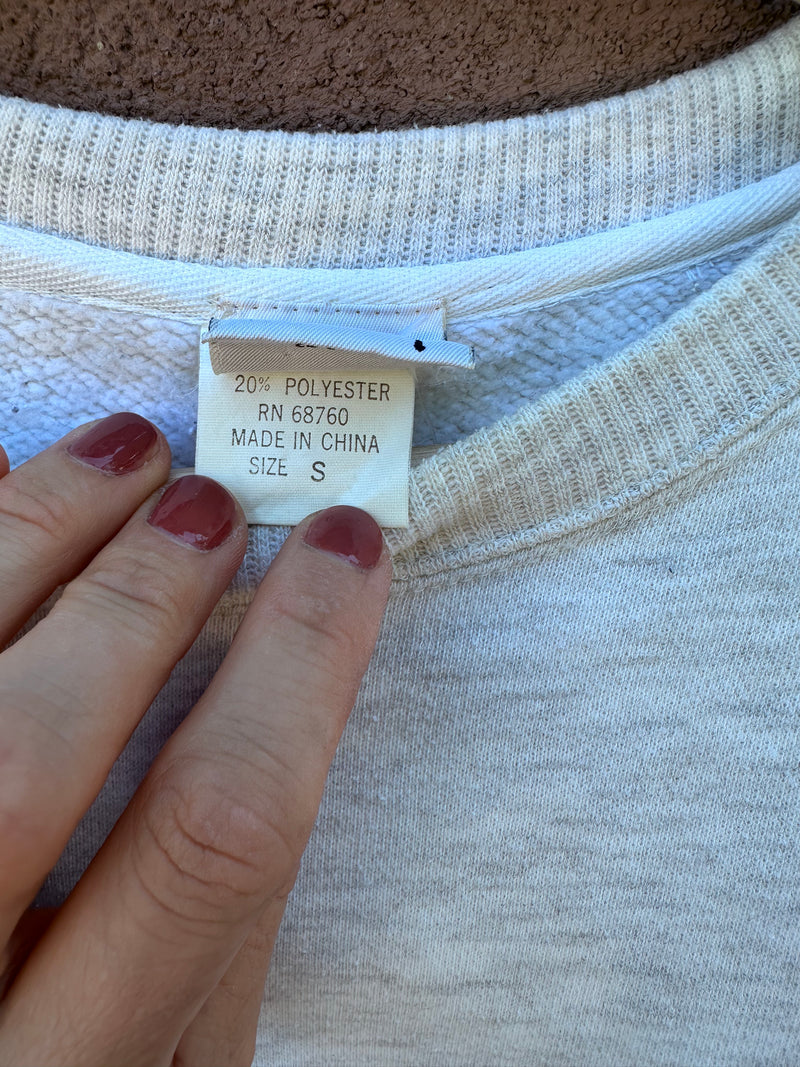 20% POLYESTER
RN 68760
MADE IN CHINA
SIZE S